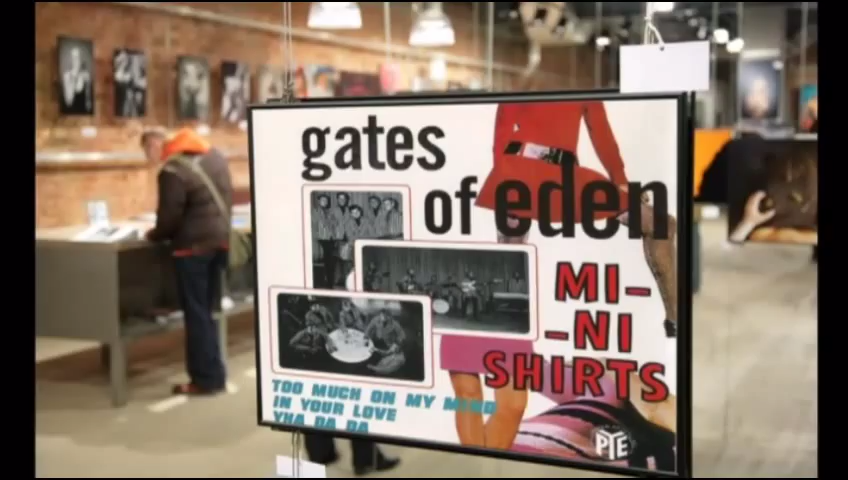 gates
of eden
MI-
-NI
SHIRTS
TOO MUCH ON MY MIND
IN YOUR LOVE
YHA DA DA
PYE